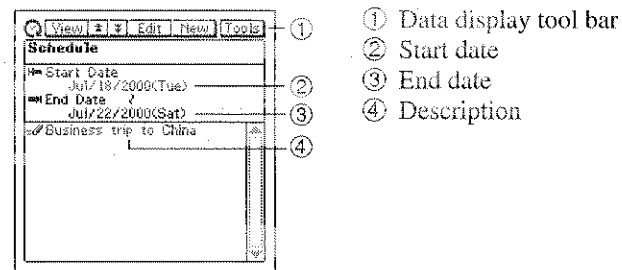 View Edit New Tools ①
Schedule
Start Date
Jul/18/2000(Tue) ②
End Date
Jul/22/2000(Sat) ③
Business trip to China
④
① Data display tool bar
② Start date
③ End date
④ Description